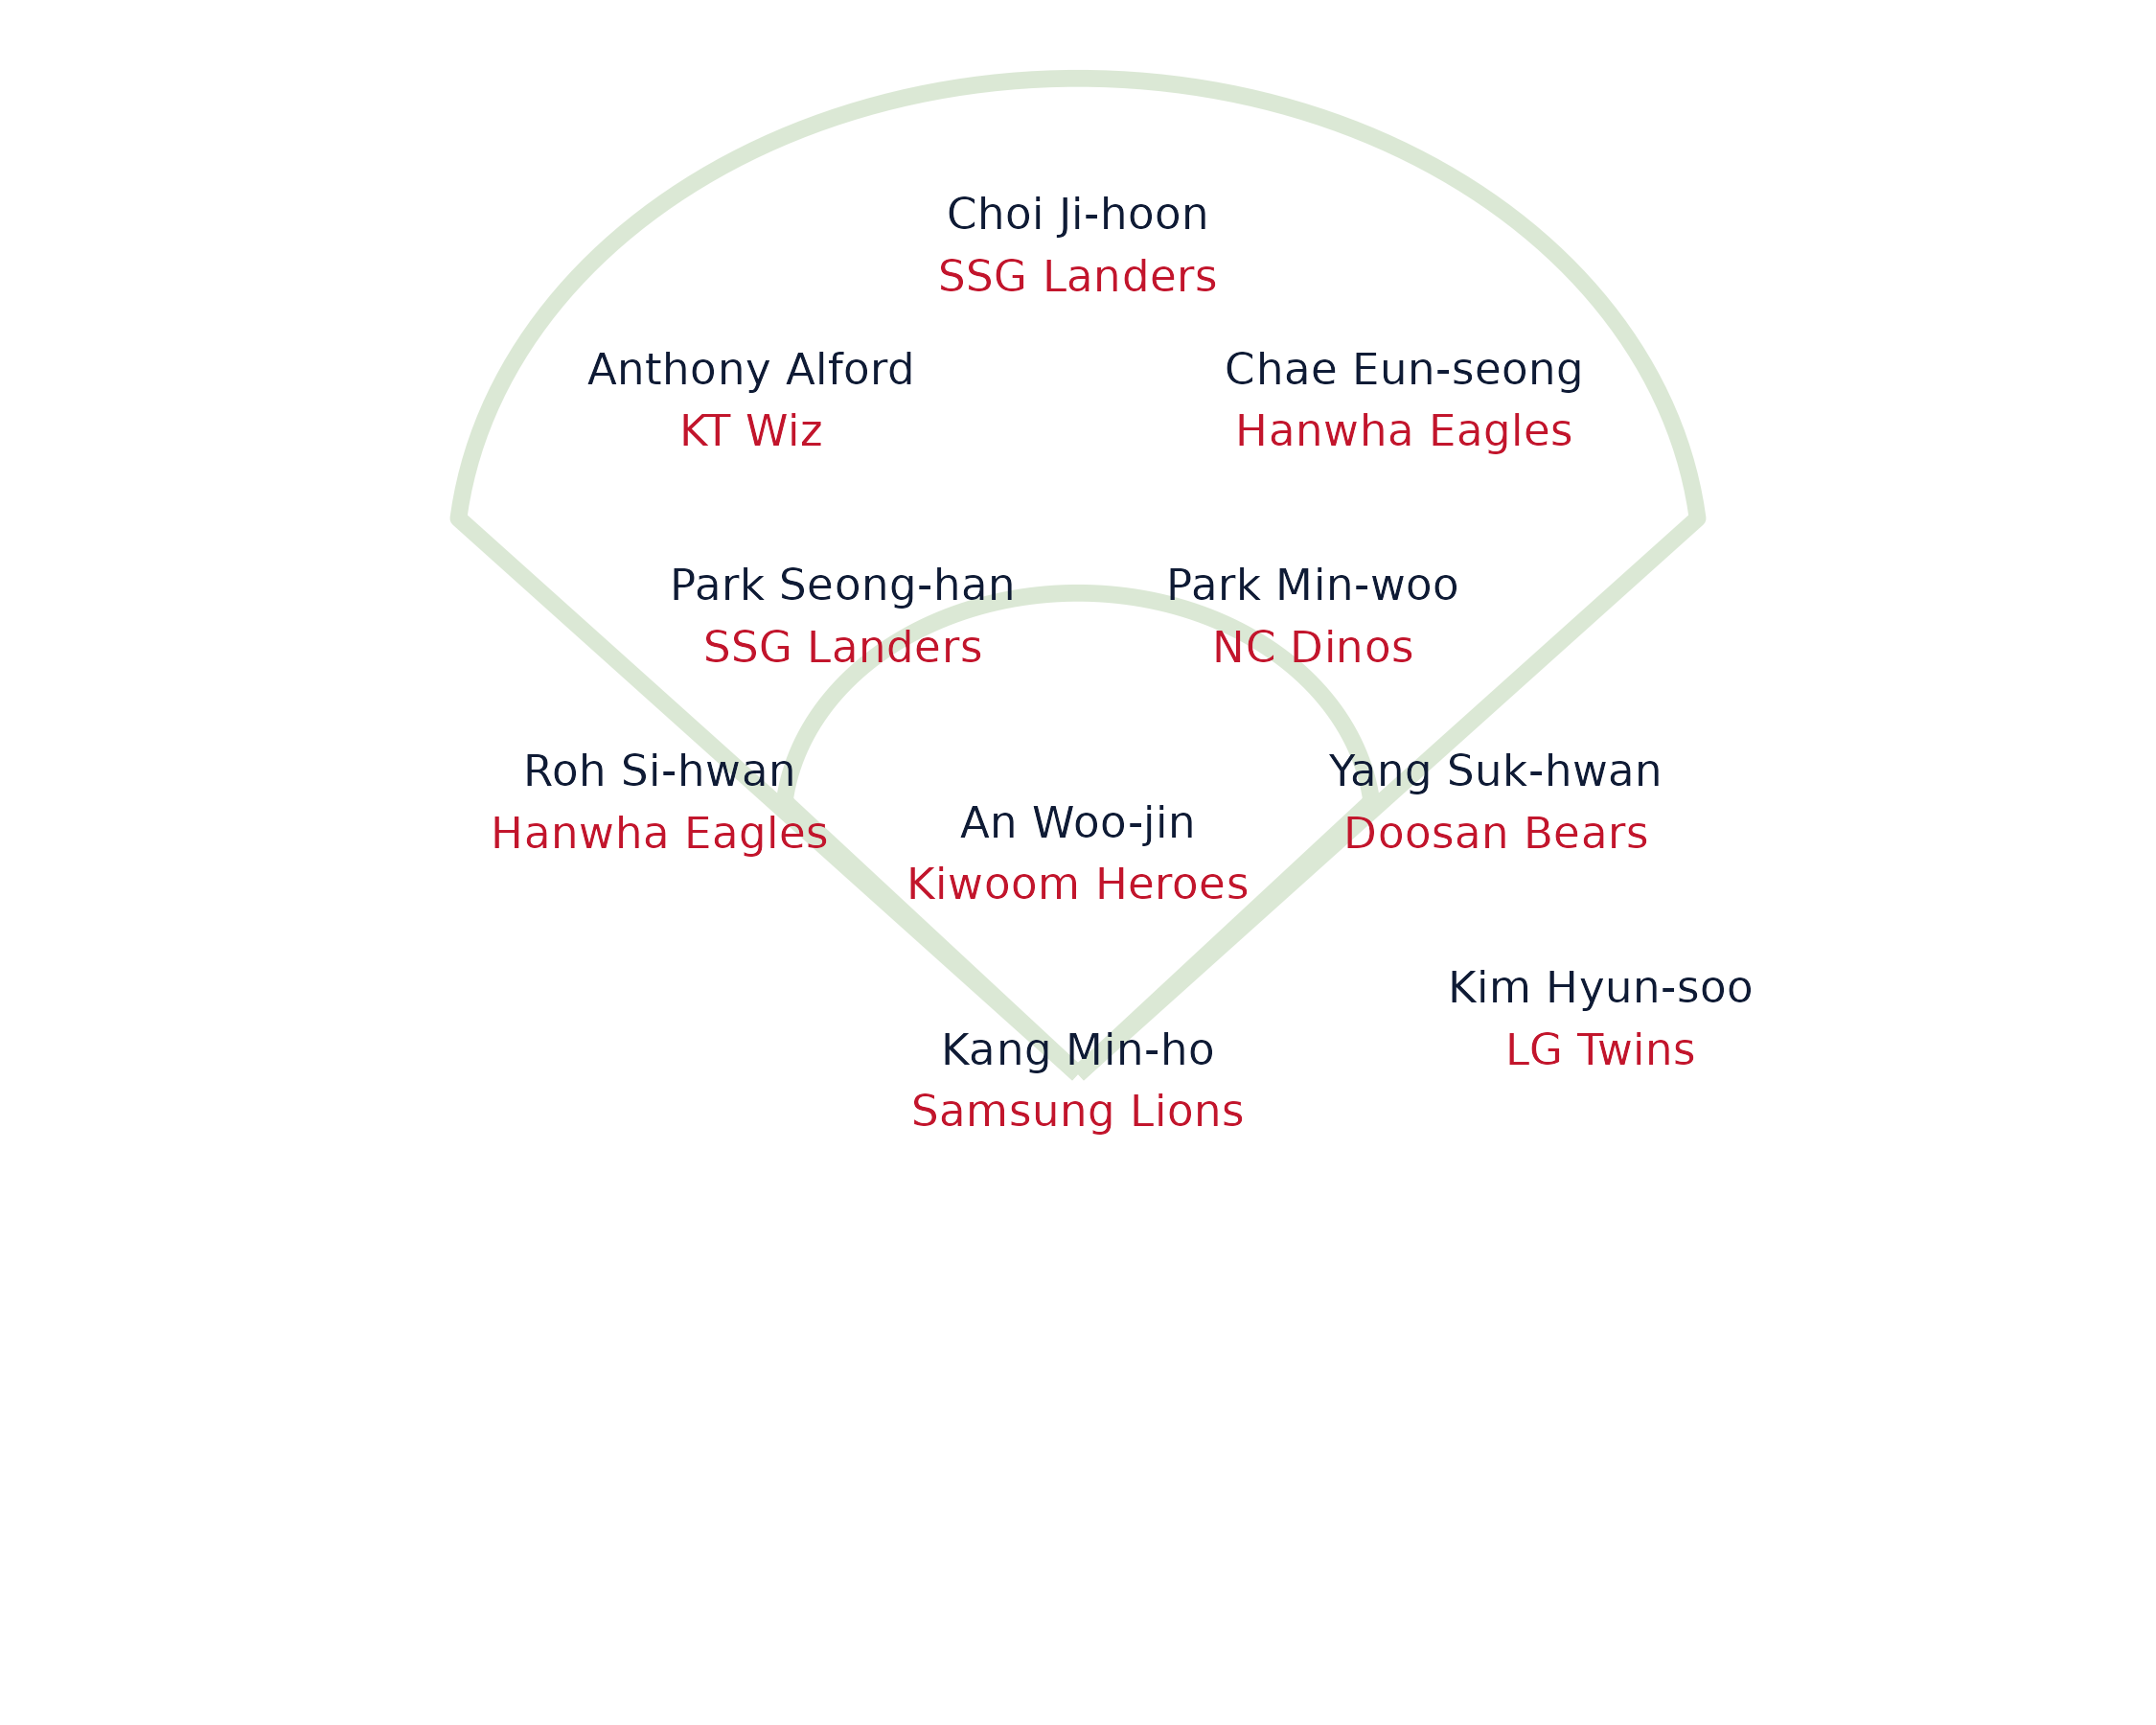 Choi Ji-hoon
SSG Landers
Anthony Alford
KT Wiz
Chae Eun-seong
Hanwha Eagles
Park Seong-han
SSG Landers
Park Min-woo
NC Dinos
Roh Si-hwan
Hanwha Eagles
An Woo-jin
Kiwoom Heroes
Yang Suk-hwan
Doosan Bears
Kim Hyun-soo
LG Twins
Kang Min-ho
Samsung Lions